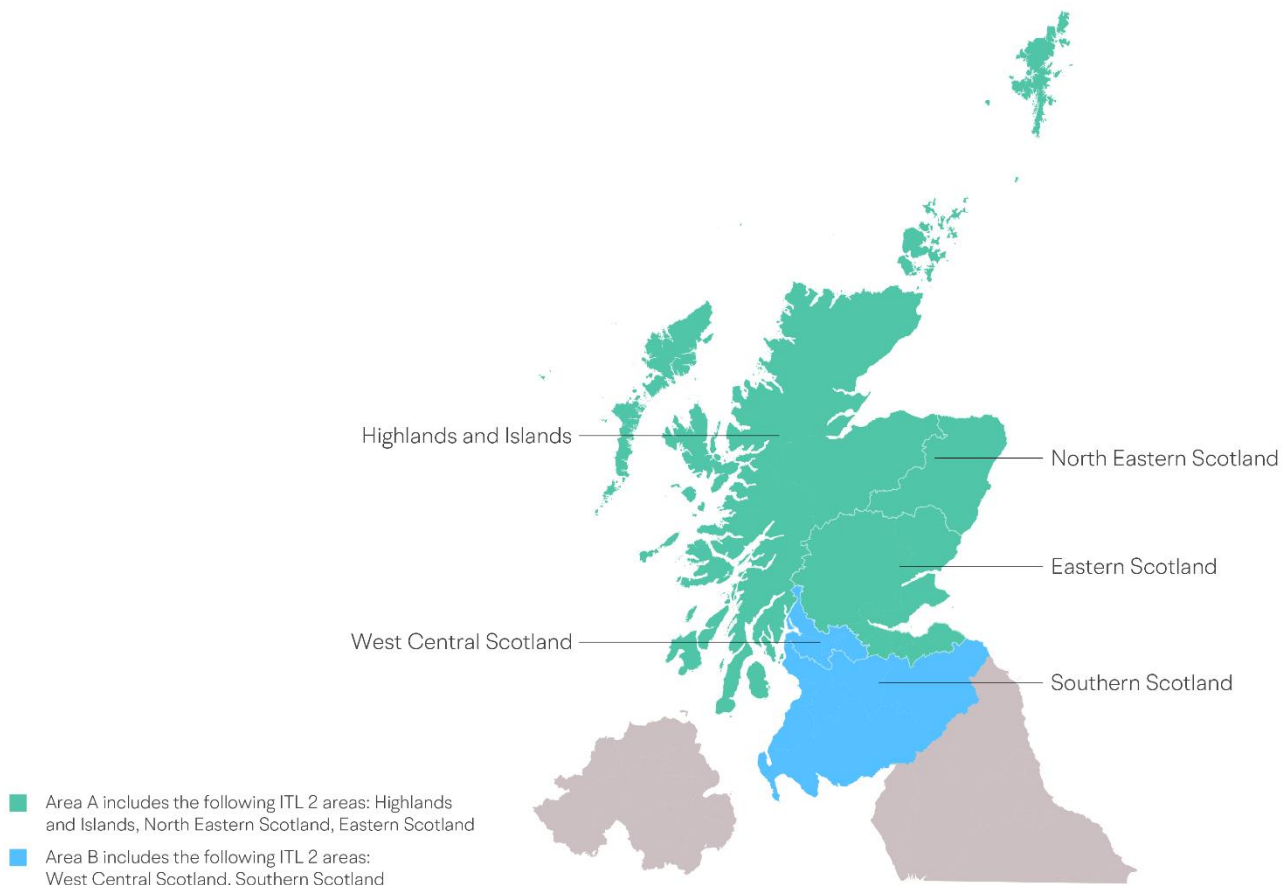 Highlands and Islands
North Eastern Scotland
Eastern Scotland
West Central Scotland
Southern Scotland
Area A includes the following ITL 2 areas: Highlands
and Islands, North Eastern Scotland, Eastern Scotland
Area B includes the following ITL 2 areas:
West Central Scotland, Southern Scotland